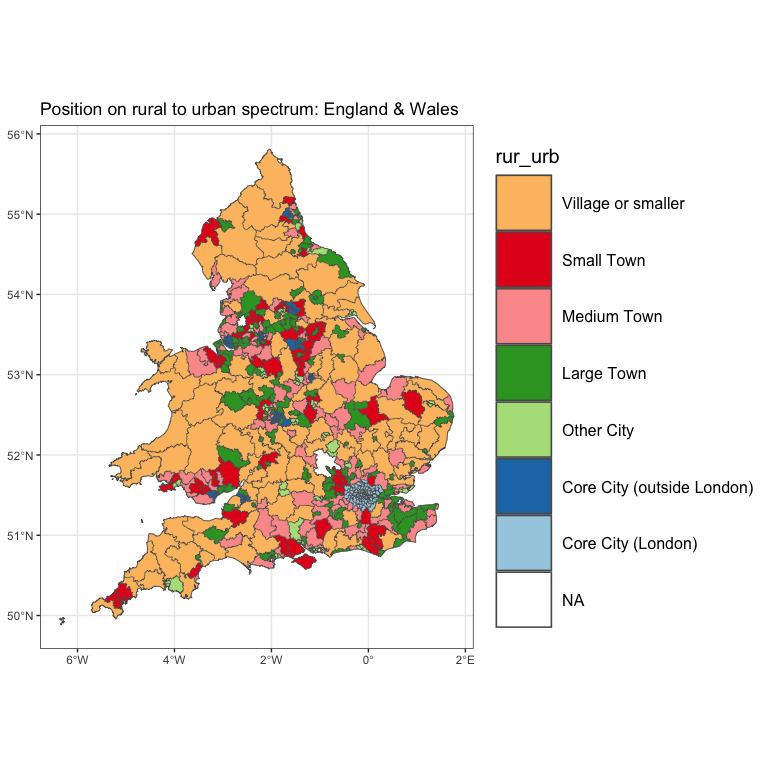 Position on rural to urban spectrum: England & Wales
56°N
55°N
54°N
53°N
52°N
51°N
50°N
6°W
4°W
2°W
0°
2°E
rur_urb
Village or smaller
Small Town
Medium Town
Large Town
Other City
Core City (outside London)
Core City (London)
NA